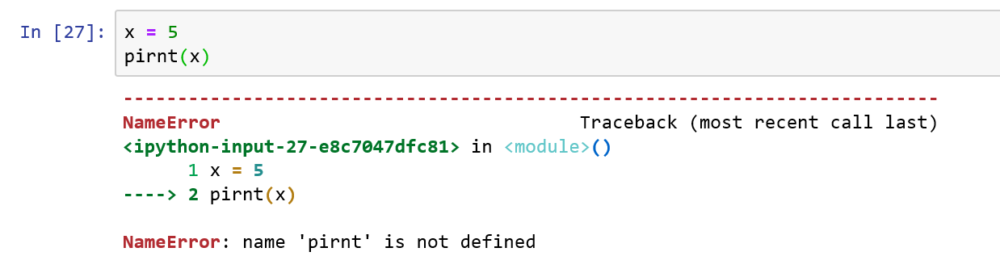 In [27]: x = 5
pirnt(x)
---------------------------------------------------------------------------
NameError                                 Traceback (most recent call last)
<ipython-input-27-e8c7047dfc81> in <module>()
      1 x = 5
----> 2 pirnt(x)
NameError: name 'pirnt' is not defined